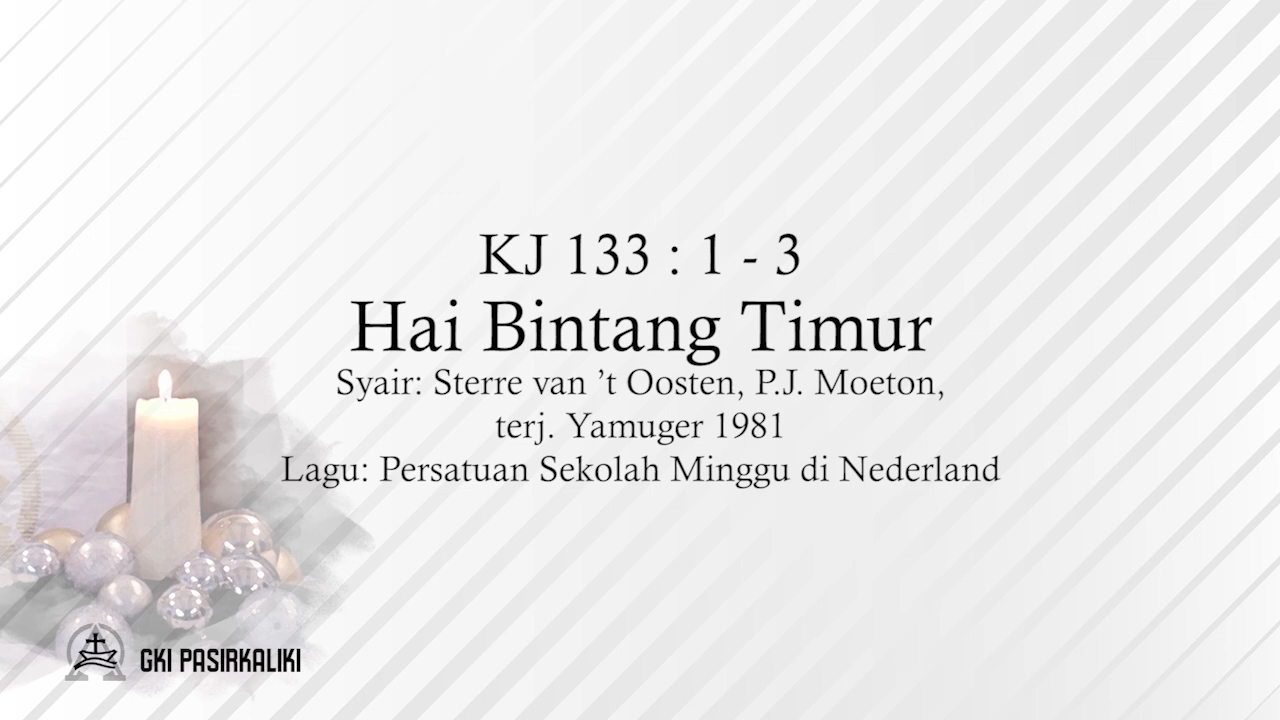 KJ 133 : 1 - 3
Hai Bintang Timur
Syair: Sterre van ’t Oosten, P.J. Moeton,
terj. Yamuger 1981
Lagu: Persatuan Sekolah Minggu di Nederland
GKI PASIRKALIKI